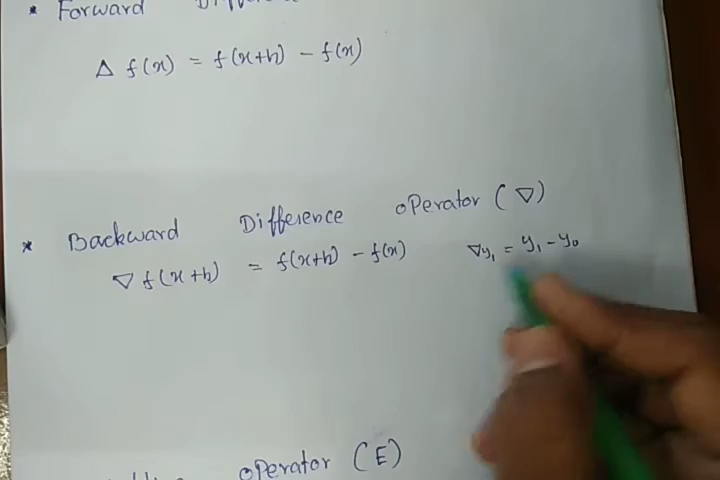 * Forward
Δ f(x) = f(x+h) - f(x)
* Backward Difference oPerator (∇)
∇ f(x+h) = f(x+h) - f(x) ∇y₁ = y₁ - y₀
oPerator (E)